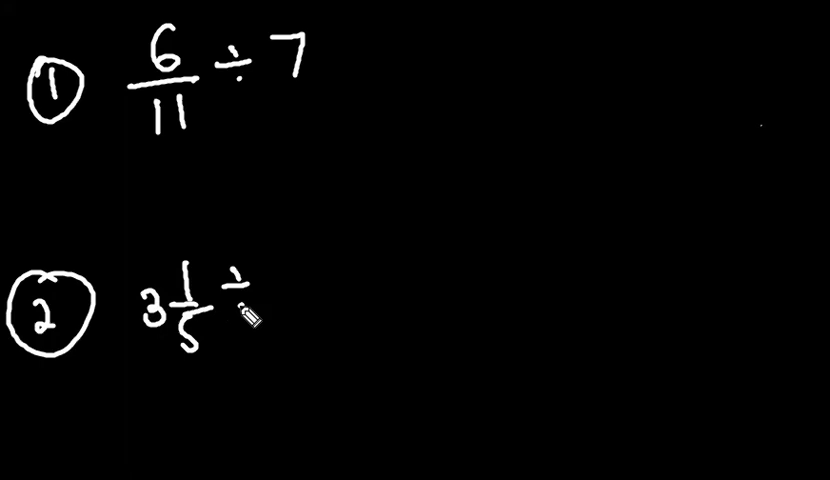 ① 6/11 ÷ 7
② 3 1/5 ÷